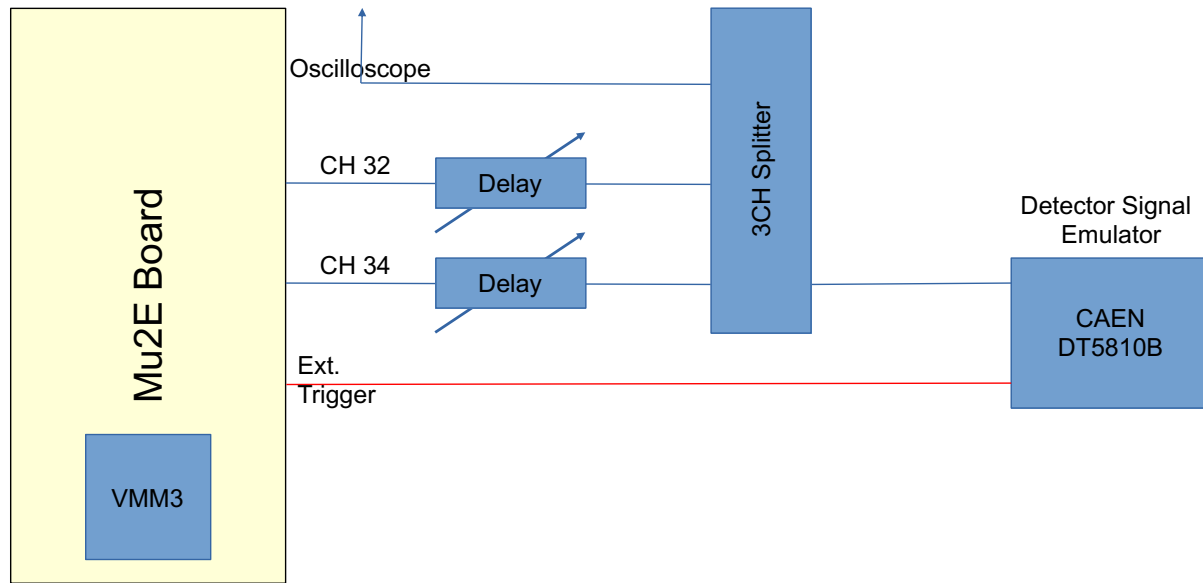 Oscilloscope
CH 32
Delay
CH 34
Delay
Ext.
Trigger
Mu2E Board
VMM3
3CH Splitter
Detector Signal
Emulator
CAEN
DT5810B